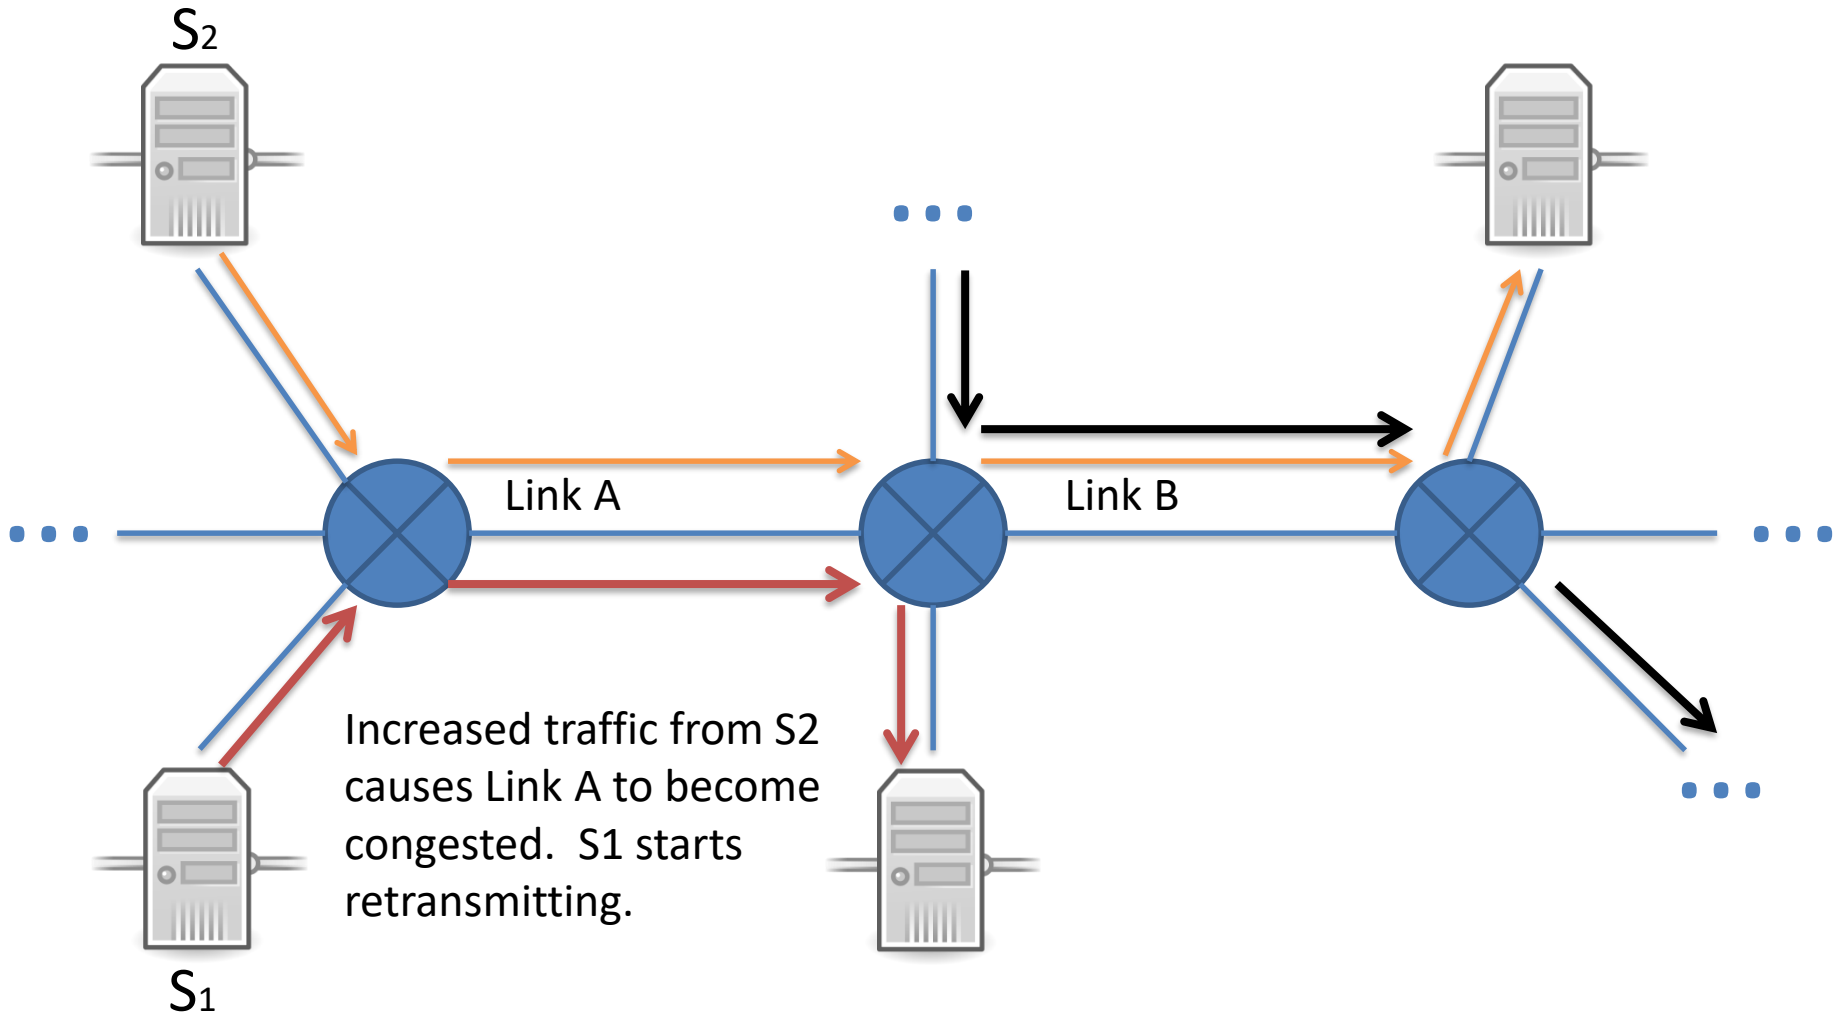 S2
Link A
Link B
Increased traffic from S2
causes Link A to become
congested.  S1 starts
retransmitting.
S1